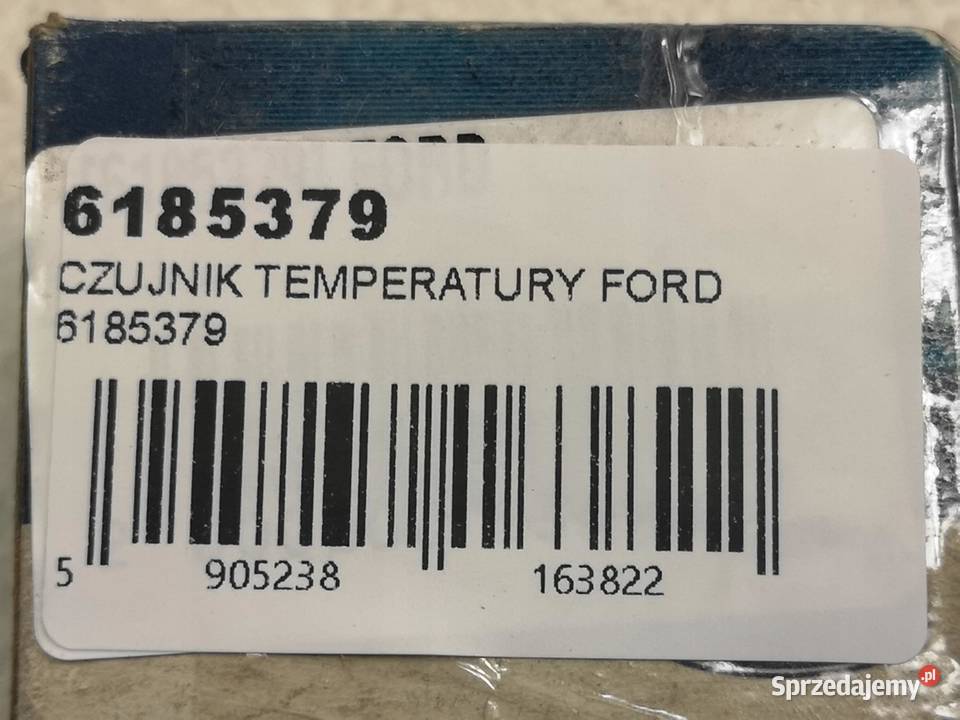 6185379
CZUJNIK TEMPERATURY FORD
6185379
5 905238 163822
Sprzedajemy.pl